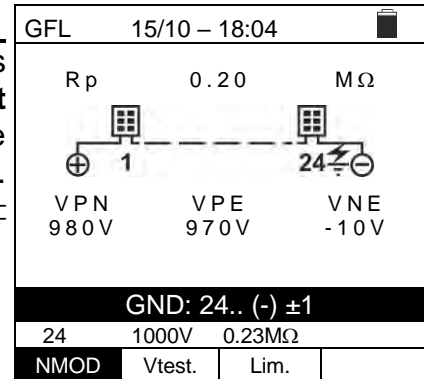 GFL 15/10 – 18:04
s
Rp 0.20 MΩ
t
e
1 24
VPN VPE VNE
980V 970V -10V
GND: 24.. (-) ±1
24 1000V 0.23MΩ
NMOD Vtest. Lim.